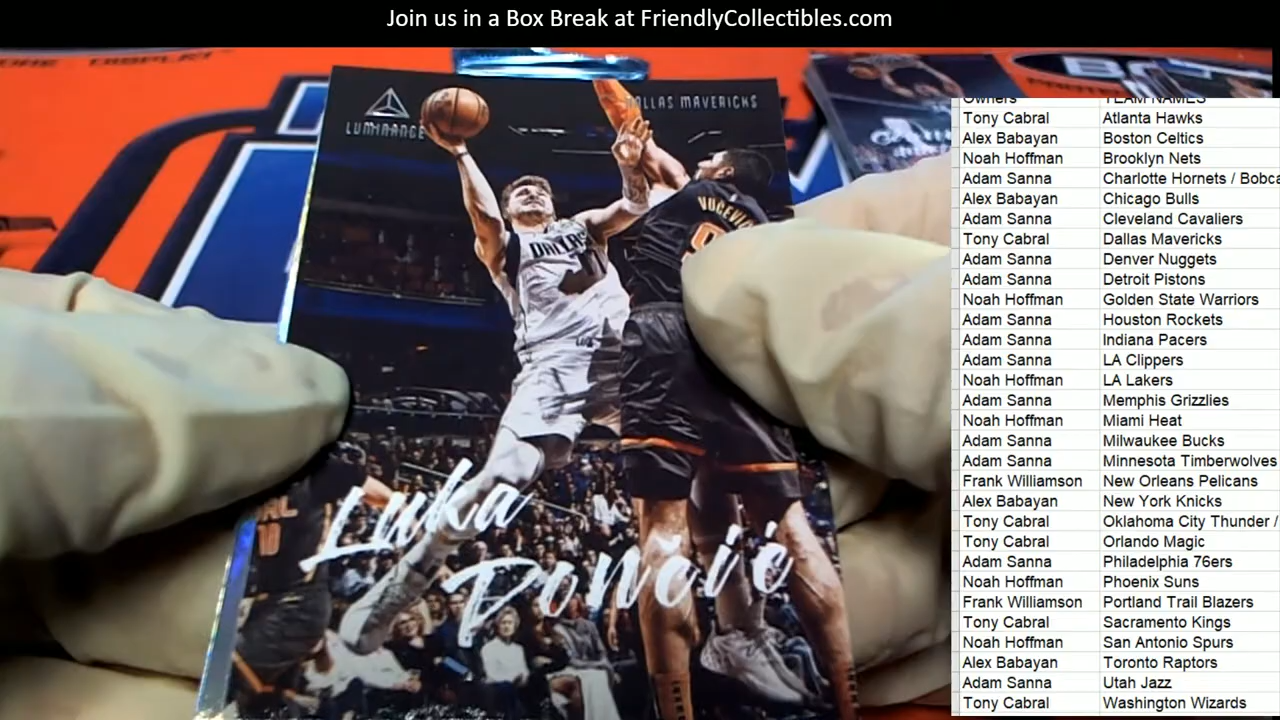 Join us in a Box Break at FriendlyCollectibles.com
LUMINANCE
DALLAS MAVERICKS
VUCEVIC
9
DALLAS
Luka
Dončić
Owners TEAM NAMES
Tony Cabral Atlanta Hawks
Alex Babayan Boston Celtics
Noah Hoffman Brooklyn Nets
Adam Sanna Charlotte Hornets / Bobca
Alex Babayan Chicago Bulls
Adam Sanna Cleveland Cavaliers
Tony Cabral Dallas Mavericks
Adam Sanna Denver Nuggets
Adam Sanna Detroit Pistons
Noah Hoffman Golden State Warriors
Adam Sanna Houston Rockets
Adam Sanna Indiana Pacers
Adam Sanna LA Clippers
Noah Hoffman LA Lakers
Adam Sanna Memphis Grizzlies
Noah Hoffman Miami Heat
Adam Sanna Milwaukee Bucks
Adam Sanna Minnesota Timberwolves
Frank Williamson New Orleans Pelicans
Alex Babayan New York Knicks
Tony Cabral Oklahoma City Thunder /
Tony Cabral Orlando Magic
Adam Sanna Philadelphia 76ers
Noah Hoffman Phoenix Suns
Frank Williamson Portland Trail Blazers
Tony Cabral Sacramento Kings
Noah Hoffman San Antonio Spurs
Alex Babayan Toronto Raptors
Adam Sanna Utah Jazz
Tony Cabral Washington Wizards